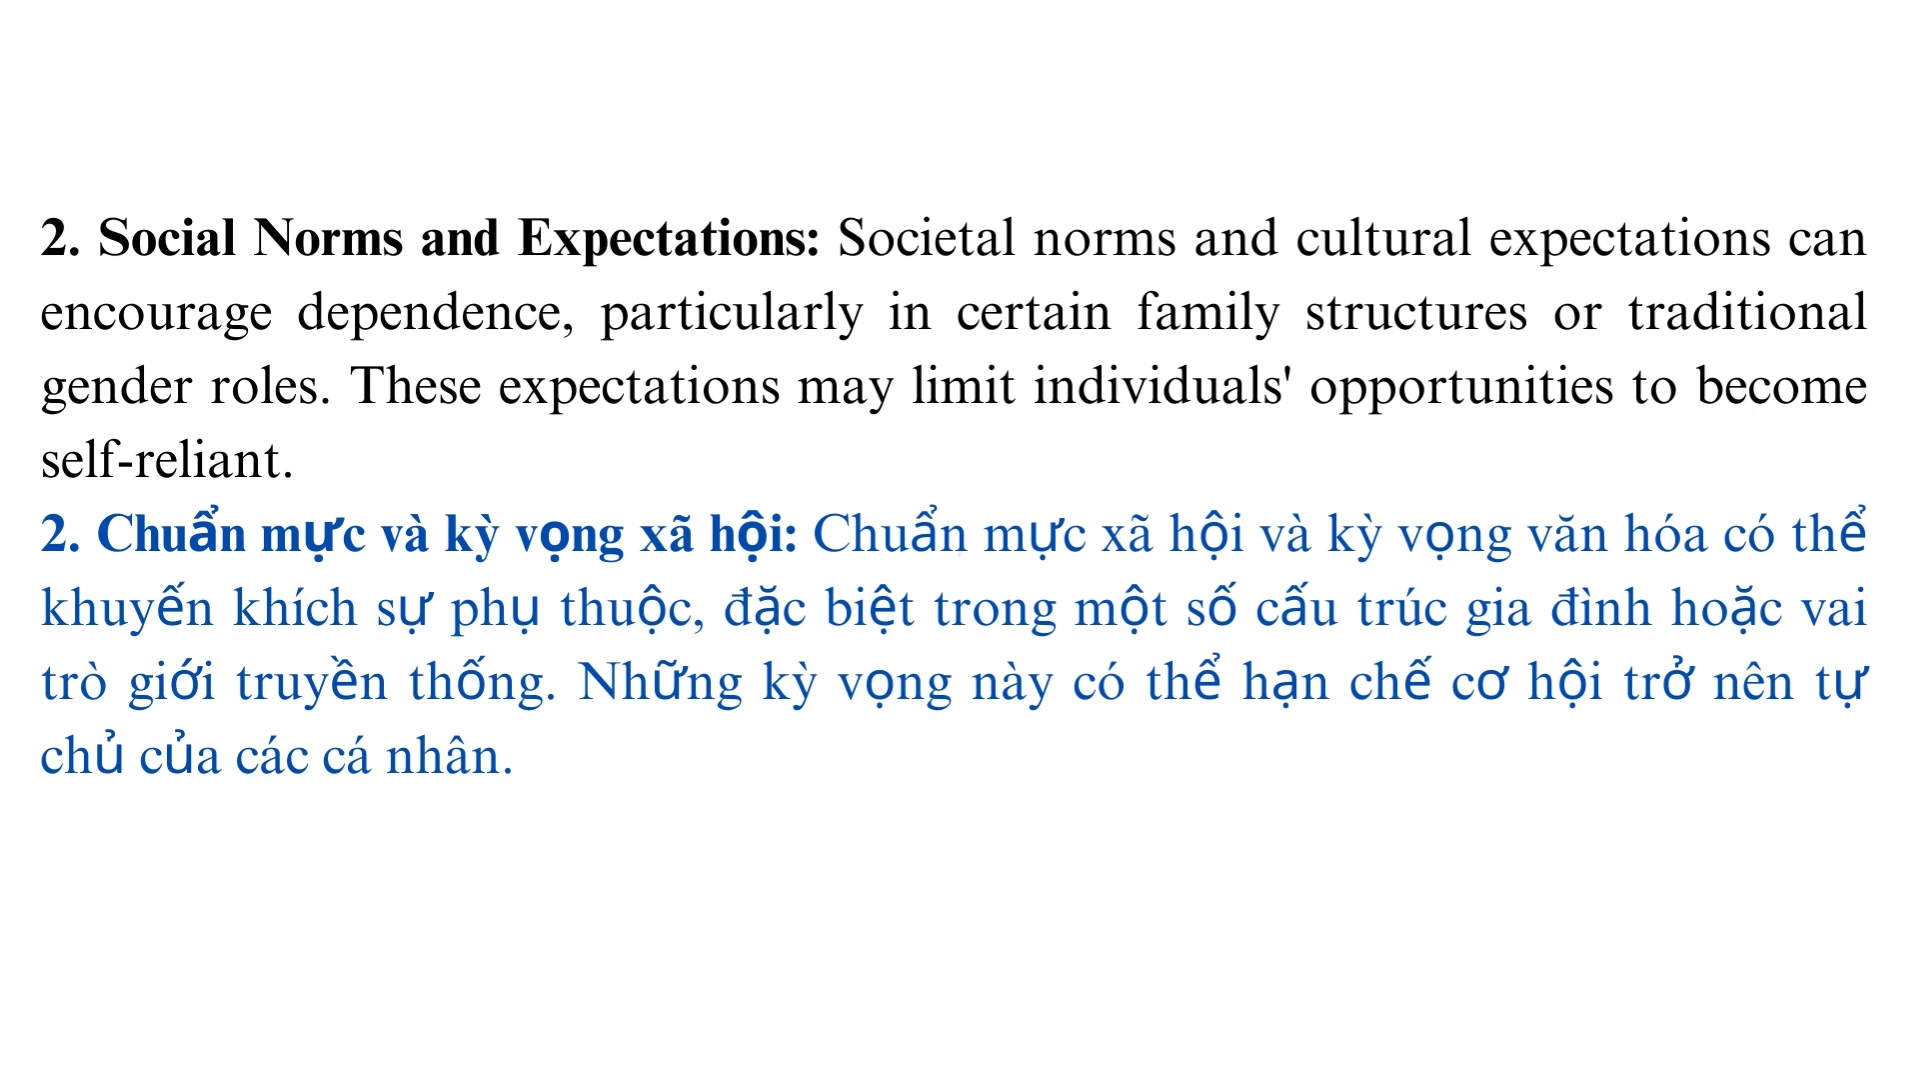 2. Social Norms and Expectations: Societal norms and cultural expectations can
encourage dependence, particularly in certain family structures or traditional
gender roles. These expectations may limit individuals' opportunities to become
self-reliant.
2. Chuẩn mực và kỳ vọng xã hội: Chuẩn mực xã hội và kỳ vọng văn hóa có thể
khuyến khích sự phụ thuộc, đặc biệt trong một số cấu trúc gia đình hoặc vai
trò giới truyền thống. Những kỳ vọng này có thể hạn chế cơ hội trở nên tự
chủ của các cá nhân.